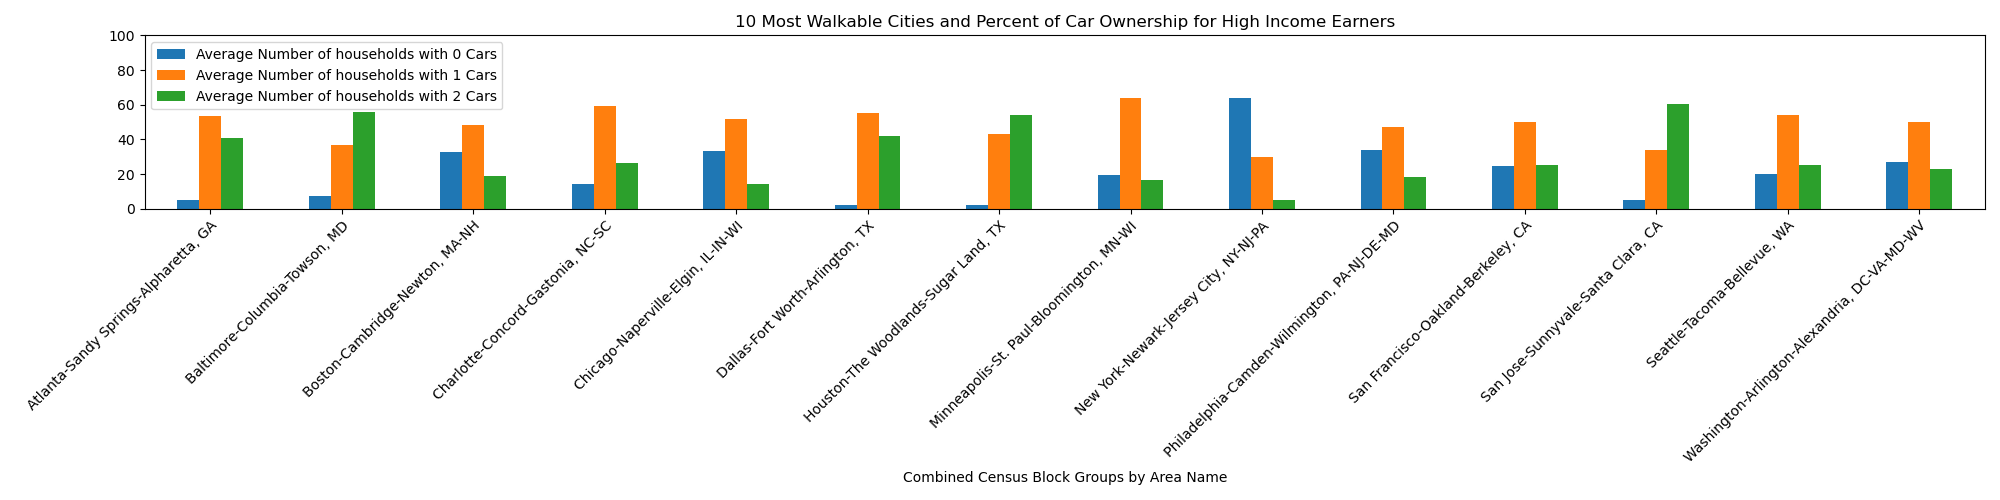 10 Most Walkable Cities and Percent of Car Ownership for High Income Earners
100
80
60
40
20
0
Average Number of households with 0 Cars
Average Number of households with 1 Cars
Average Number of households with 2 Cars
Atlanta-Sandy Springs-Alpharetta, GA
Baltimore-Columbia-Towson, MD
Boston-Cambridge-Newton, MA-NH
Charlotte-Concord-Gastonia, NC-SC
Chicago-Naperville-Elgin, IL-IN-WI
Dallas-Fort Worth-Arlington, TX
Houston-The Woodlands-Sugar Land, TX
Minneapolis-St. Paul-Bloomington, MN-WI
New York-Newark-Jersey City, NY-NJ-PA
Philadelphia-Camden-Wilmington, PA-NJ-DE-MD
San Francisco-Oakland-Berkeley, CA
San Jose-Sunnyvale-Santa Clara, CA
Seattle-Tacoma-Bellevue, WA
Washington-Arlington-Alexandria, DC-VA-MD-WV
Combined Census Block Groups by Area Name